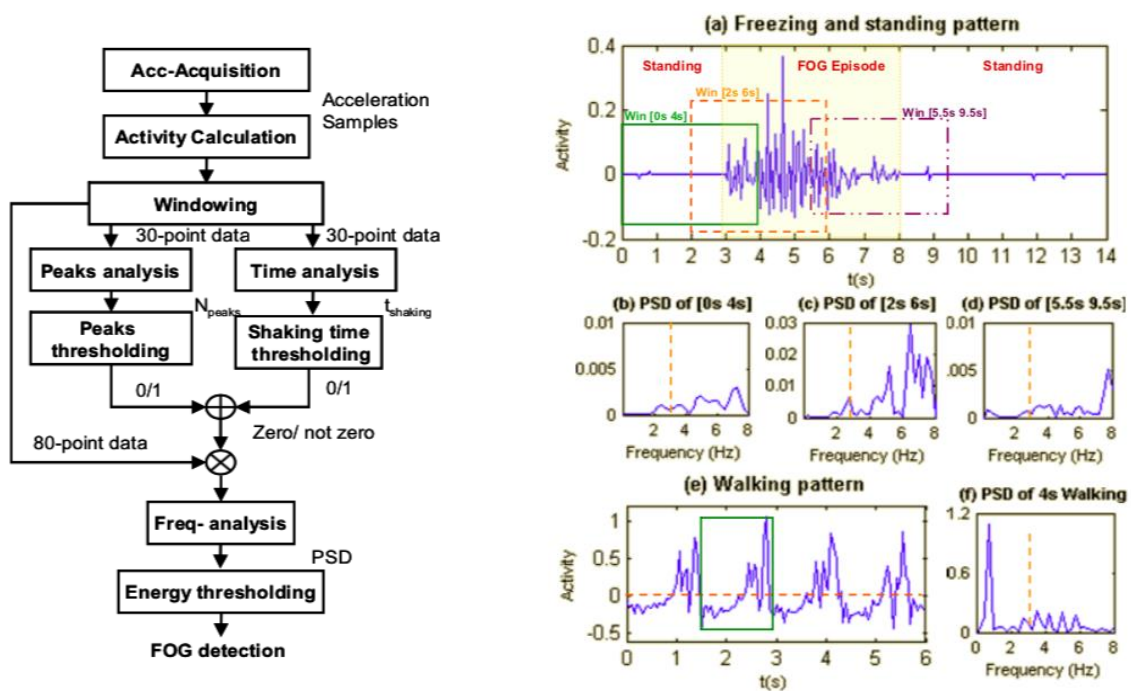 Acc-Acquisition
Acceleration
Samples
Activity Calculation
Windowing
30-point data
30-point data
Peaks analysis
Time analysis
Npeaks
tshaking
Peaks
thresholding
Shaking time
thresholding
0/1
0/1
Zero/ not zero
80-point data
Freq- analysis
PSD
Energy thresholding
FOG detection
(a) Freezing and standing pattern
Standing
FOG Episode
Standing
Win [2s 6s]
Win [0s 4s]
Win [5.5s 9.5s]
Activity
0.4
0.2
0
-0.2
0 1 2 3 4 5 6 7 8 9 10 11 12 13 14
t(s)
(b) PSD of [0s 4s]
0.01
0.005
0
2 4 6 8
Frequency (Hz)
(c) PSD of [2s 6s]
0.03
0.02
0.01
0
2 4 6 8
Frequency (Hz)
(d) PSD of [5.5s 9.5s]
0.01
.005
0
2 4 6 8
Frequency (Hz)
(e) Walking pattern
Activity
1
0.5
0
-0.5
0 1 2 3 4 5 6
t(s)
(f) PSD of 4s Walking
1.2
0.6
0
0 2 4 6 8
Frequency (Hz)